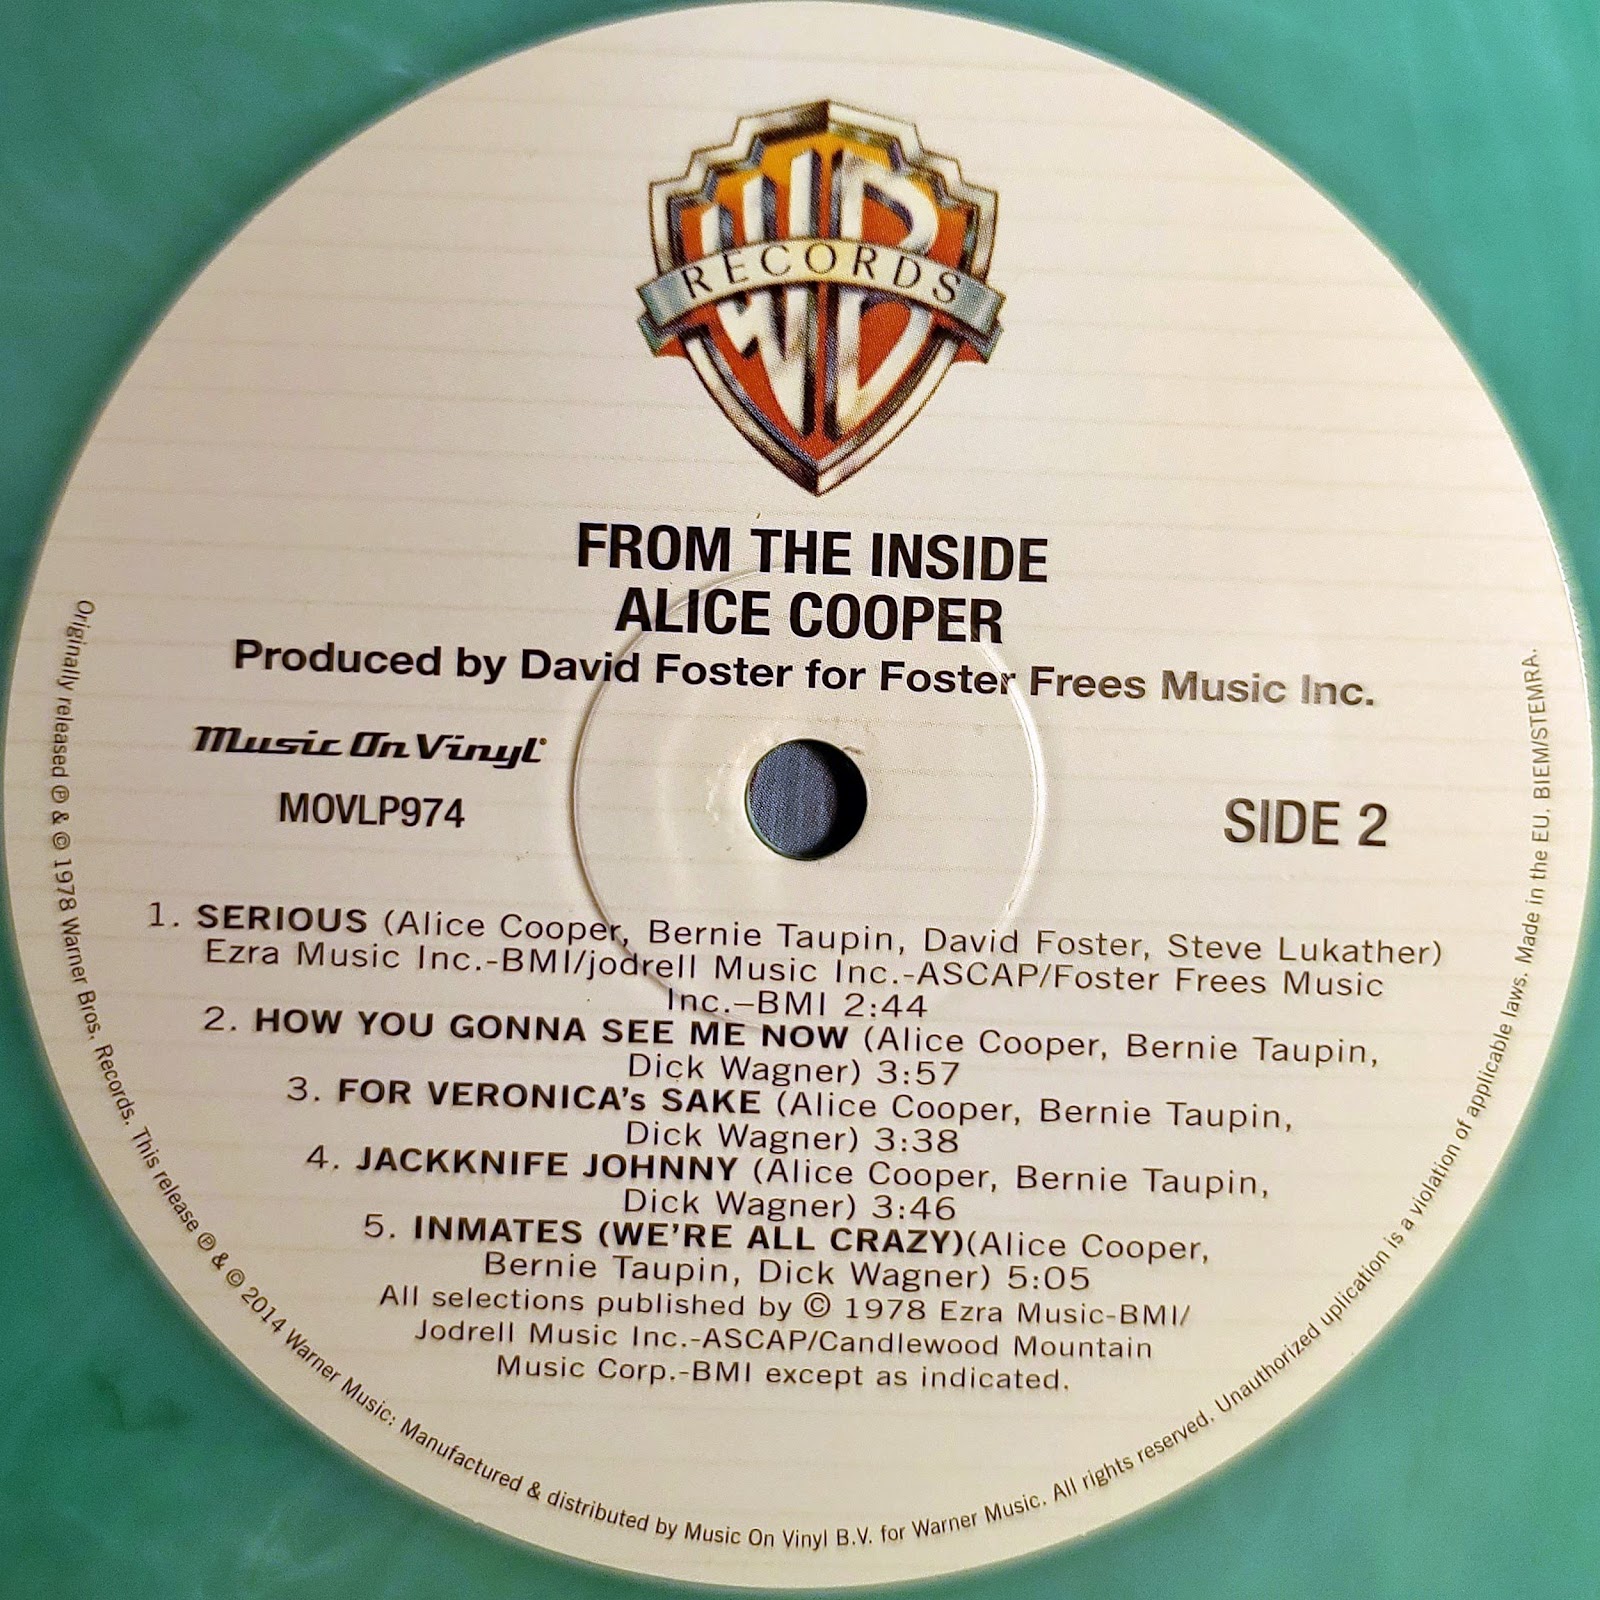 WB
RECORDS
FROM THE INSIDE
ALICE COOPER
Produced by David Foster for Foster Frees Music Inc.
Music On Vinyl
MOVLP974
SIDE 2
1. SERIOUS (Alice Cooper, Bernie Taupin, David Foster, Steve Lukather)
Ezra Music Inc.-BMI/jodrell Music Inc.-ASCAP/Foster Frees Music
Inc.–BMI 2:44
2. HOW YOU GONNA SEE ME NOW (Alice Cooper, Bernie Taupin,
Dick Wagner) 3:57
3. FOR VERONICA's SAKE (Alice Cooper, Bernie Taupin,
Dick Wagner) 3:38
4. JACKKNIFE JOHNNY (Alice Cooper, Bernie Taupin,
Dick Wagner) 3:46
5. INMATES (WE'RE ALL CRAZY)(Alice Cooper,
Bernie Taupin, Dick Wagner) 5:05
All selections published by © 1978 Ezra Music-BMI/
Jodrell Music Inc.-ASCAP/Candlewood Mountain
Music Corp.-BMI except as indicated.
Originally released ℗ & © 1978 Warner Bros. Records. This release ℗ & © 2014 Warner Music: Manufactured & distributed by Music On Vinyl B.V. for Warner Music. All rights reserved. Unauthorized uplication is a violation of applicable laws. Made in the EU. BIEM/STEMRA.